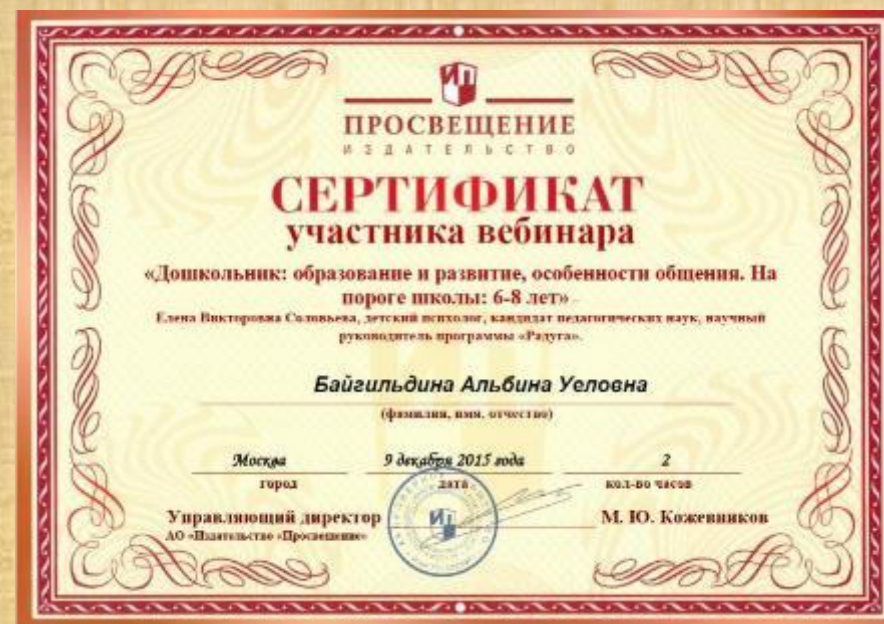 ИП
ПРОСВЕЩЕНИЕ
ИЗДАТЕЛЬСТВО
СЕРТИФИКАТ
участника вебинара
«Дошкольник: образование и развитие, особенности общения. На
пороге школы: 6-8 лет» -
Елена Викторовна Соловьева, детский психолог, кандидат педагогических наук, научный
руководитель программы «Радуга».
Байгильдина Альбина Уеловна
(фамилия, имя, отчество)
Москва 9 декабря 2015 года 2
город дата кол-во часов
Управляющий директор М. Ю. Кожевников
АО «Издательство «Просвещение»
ИП